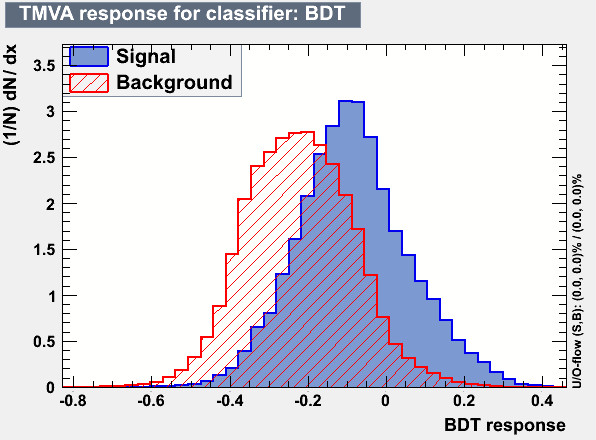 TMVA response for classifier: BDT
Signal
Background
(1/N) dN / dx
3.5
3
2.5
2
1.5
1
0.5
0
-0.8 -0.6 -0.4 -0.2 0 0.2 0.4
BDT response
U/O-flow (S,B): (0.0, 0.0)% / (0.0, 0.0)%